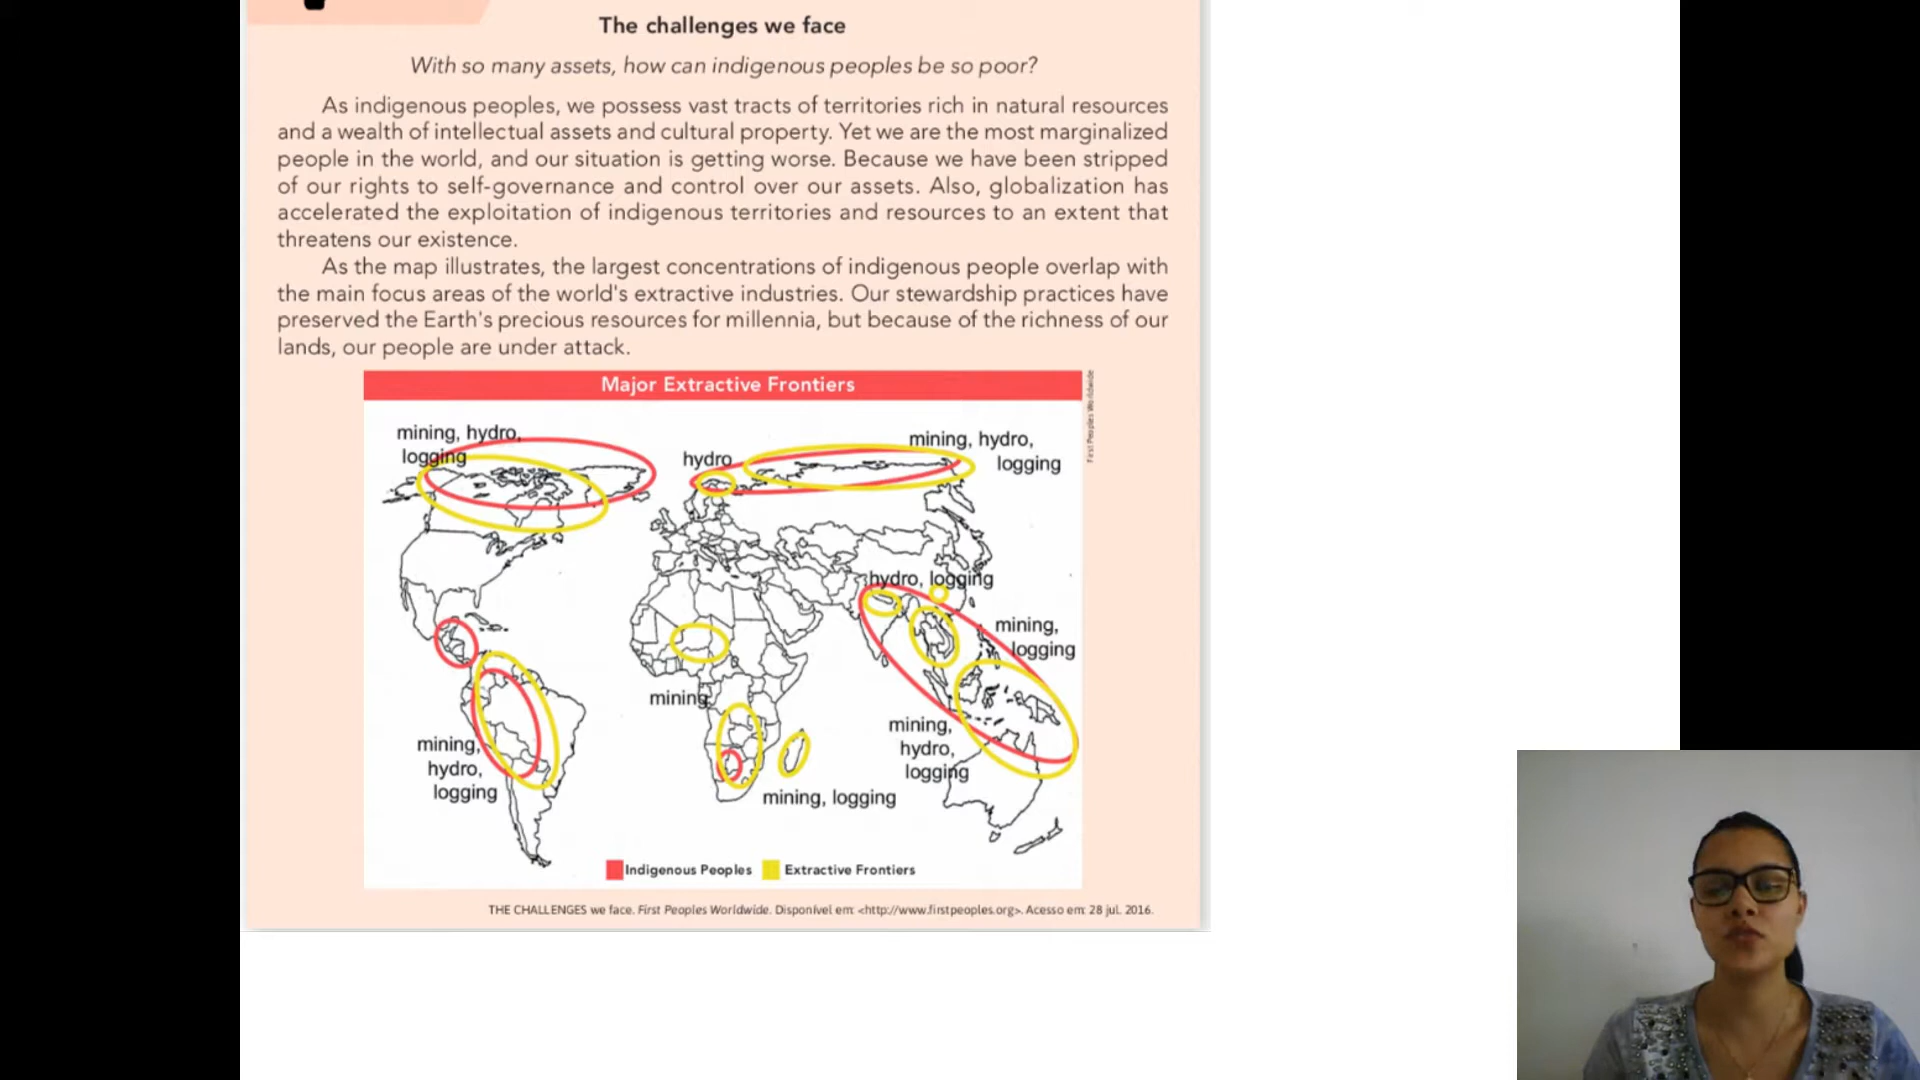 The challenges we face
With so many assets, how can indigenous peoples be so poor?
As indigenous peoples, we possess vast tracts of territories rich in natural resources
and a wealth of intellectual assets and cultural property. Yet we are the most marginalized
people in the world, and our situation is getting worse. Because we have been stripped
of our rights to self-governance and control over our assets. Also, globalization has
accelerated the exploitation of indigenous territories and resources to an extent that
threatens our existence.
As the map illustrates, the largest concentrations of indigenous people overlap with
the main focus areas of the world's extractive industries. Our stewardship practices have
preserved the Earth's precious resources for millennia, but because of the richness of our
lands, our people are under attack.
Major Extractive Frontiers
First Peoples Worldwide
mining, hydro,
logging
hydro
mining, hydro,
logging
hydro, logging
mining,
logging
mining
mining,
hydro,
logging
mining,
hydro,
logging
mining, logging
Indigenous Peoples
Extractive Frontiers
THE CHALLENGES we face. First Peoples Worldwide. Disponível em: <http://www.firstpeoples.org>. Acesso em: 28 jul. 2016.